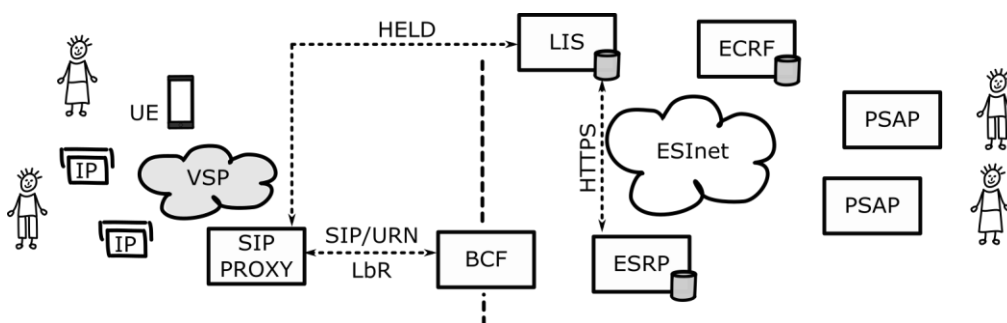 HELD
LIS
ECRF
UE
PSAP
IP
VSP
HTTPS
ESInet
PSAP
IP
SIP
PROXY
SIP/URN
LbR
BCF
ESRP